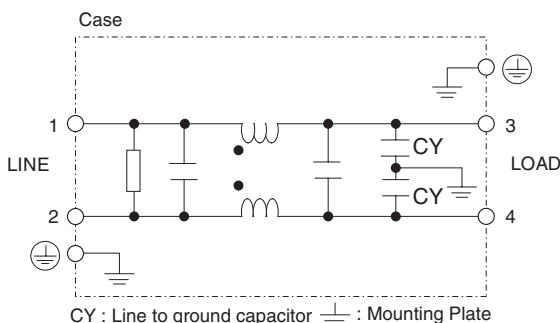 Case
1
3
CY
LINE
LOAD
CY
2
4
CY : Line to ground capacitor : Mounting Plate